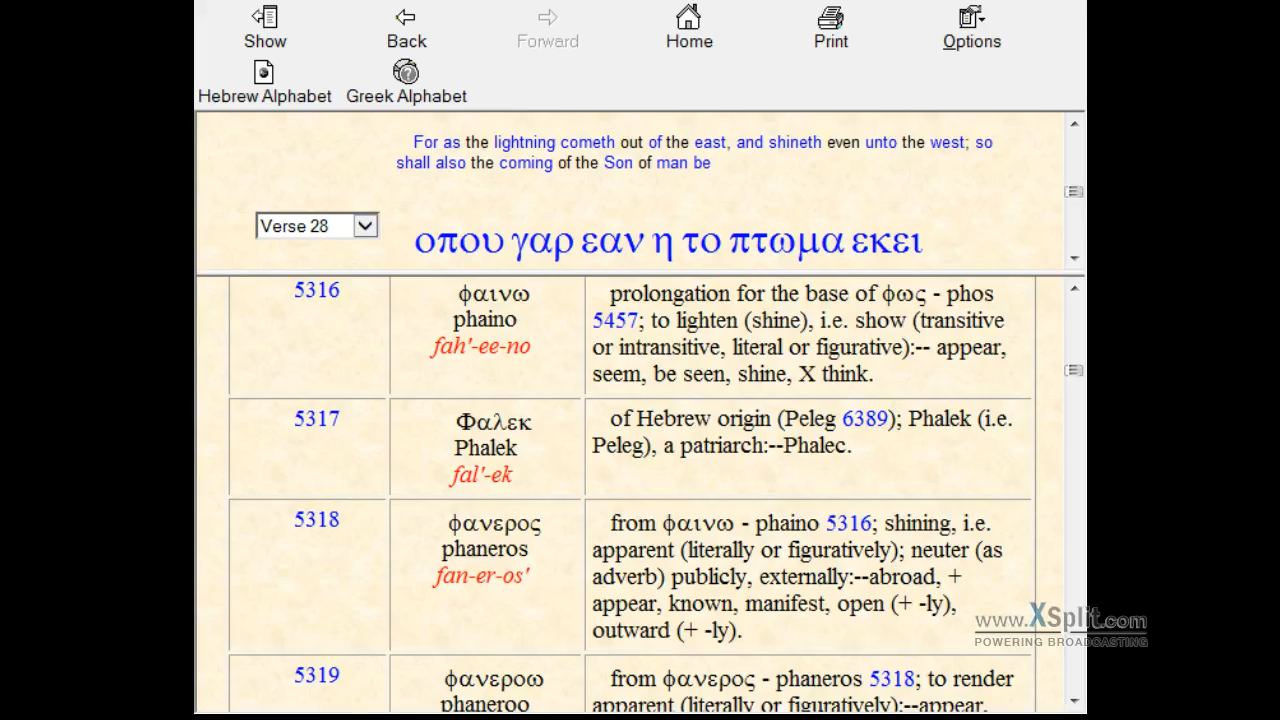 Show Back Forward Home Print Options
Hebrew Alphabet Greek Alphabet
For as the lightning cometh out of the east, and shineth even unto the west; so
shall also the coming of the Son of man be
Verse 28
οπου γαρ εαν η το πτωμα εκει
5316
φαινω
phaino
fah'-ee-no
prolongation for the base of φως - phos
5457; to lighten (shine), i.e. show (transitive
or intransitive, literal or figurative):-- appear,
seem, be seen, shine, X think.
5317
Φαλεκ
Phalek
fal'-ek
of Hebrew origin (Peleg 6389); Phalek (i.e.
Peleg), a patriarch:--Phalec.
5318
φανερος
phaneros
fan-er-os'
from φαινω - phaino 5316; shining, i.e.
apparent (literally or figuratively); neuter (as
adverb) publicly, externally:--abroad, +
appear, known, manifest, open (+ -ly),
outward (+ -ly).
www.XSplit.com
POWERING BROADCASTING
5319
φανεροω
phaneroo
from φανερος - phaneros 5318; to render
apparent (literally or figuratively):--appear,